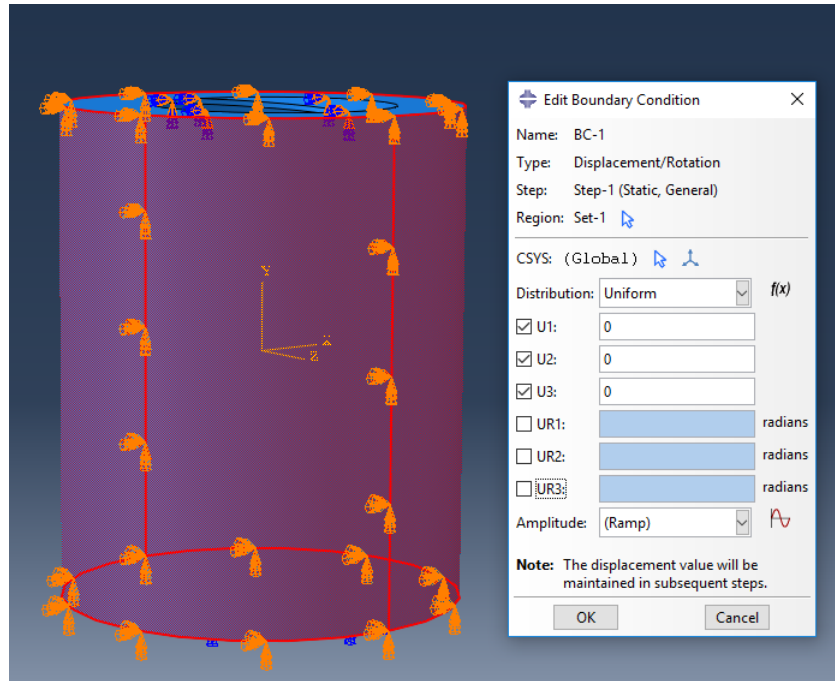 Edit Boundary Condition
Name: BC-1
Type: Displacement/Rotation
Step: Step-1 (Static, General)
Region: Set-1
CSYS: (Global)
Distribution: Uniform f(x)
U1: 0
U2: 0
U3: 0
UR1: radians
UR2: radians
UR3: radians
Amplitude: (Ramp)
Note: The displacement value will be
maintained in subsequent steps.
OK Cancel
Y
X
Z